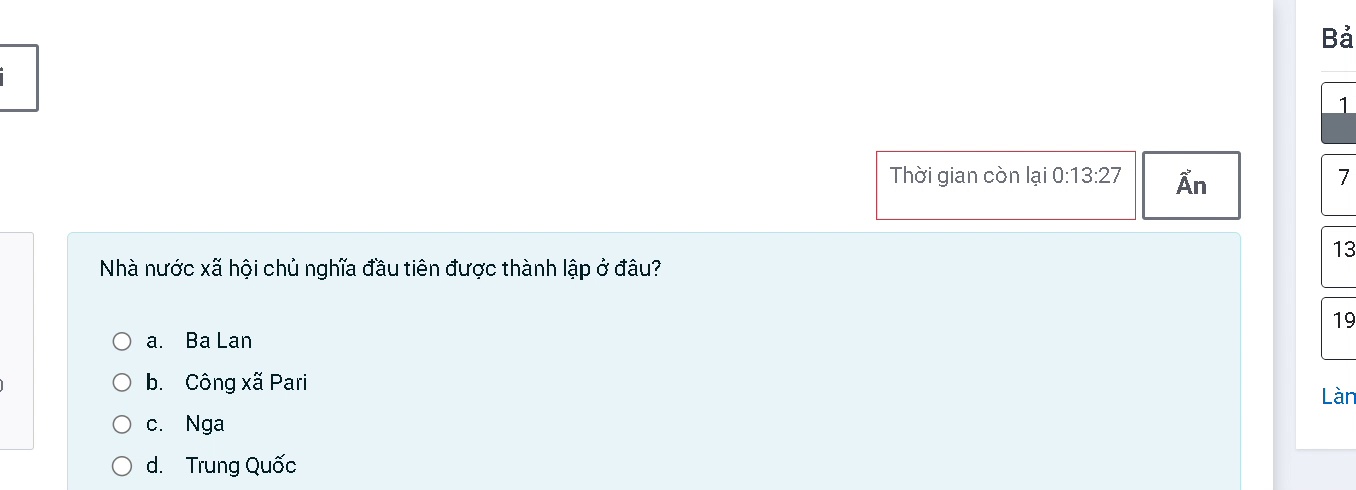 Bả
1
Thời gian còn lại 0:13:27
Ẩn
7
Nhà nước xã hội chủ nghĩa đầu tiên được thành lập ở đâu?
13
19
a. Ba Lan
b. Công xã Pari
Làn
c. Nga
d. Trung Quốc